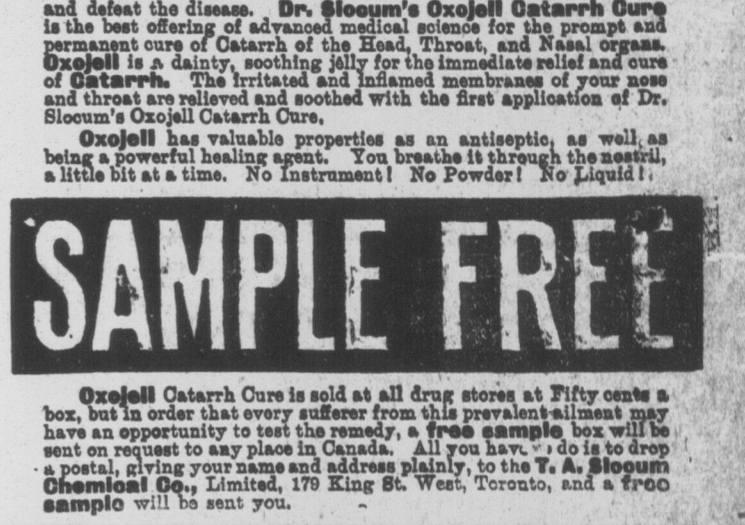 and defeat the disease. Dr. Slocum's Oxojell Catarrh Cure
is the best offering of advanced medical science for the prompt and
permanent cure of Catarrh of the Head, Throat, and Nasal organs.
Oxojell is a dainty, soothing jelly for the immediate relief and cure
of Catarrh. The irritated and inflamed membranes of your nose
and throat are relieved and soothed with the first application of Dr.
Slocum's Oxojell Catarrh Cure.
Oxojell has valuable properties as an antiseptic, as well as
being a powerful healing agent. You breathe it through the nostril,
a little bit at a time. No Instrument! No Powder! No Liquid!
SAMPLE FREE
Oxojell Catarrh Cure is sold at all drug stores at Fifty cents a
box, but in order that every sufferer from this prevalent ailment may
have an opportunity to test the remedy, a free sample box will be
sent on request to any place in Canada. All you have do is to drop
a postal, giving your name and address plainly, to the T. A. Slocum
Chemical Co., Limited, 179 King St. West, Toronto, and a free
sample will be sent you.